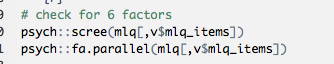 # check for 6 factors
psych::scree(mlq[,v$mlq_items])
psych::fa.parallel(mlq[,v$mlq_items])